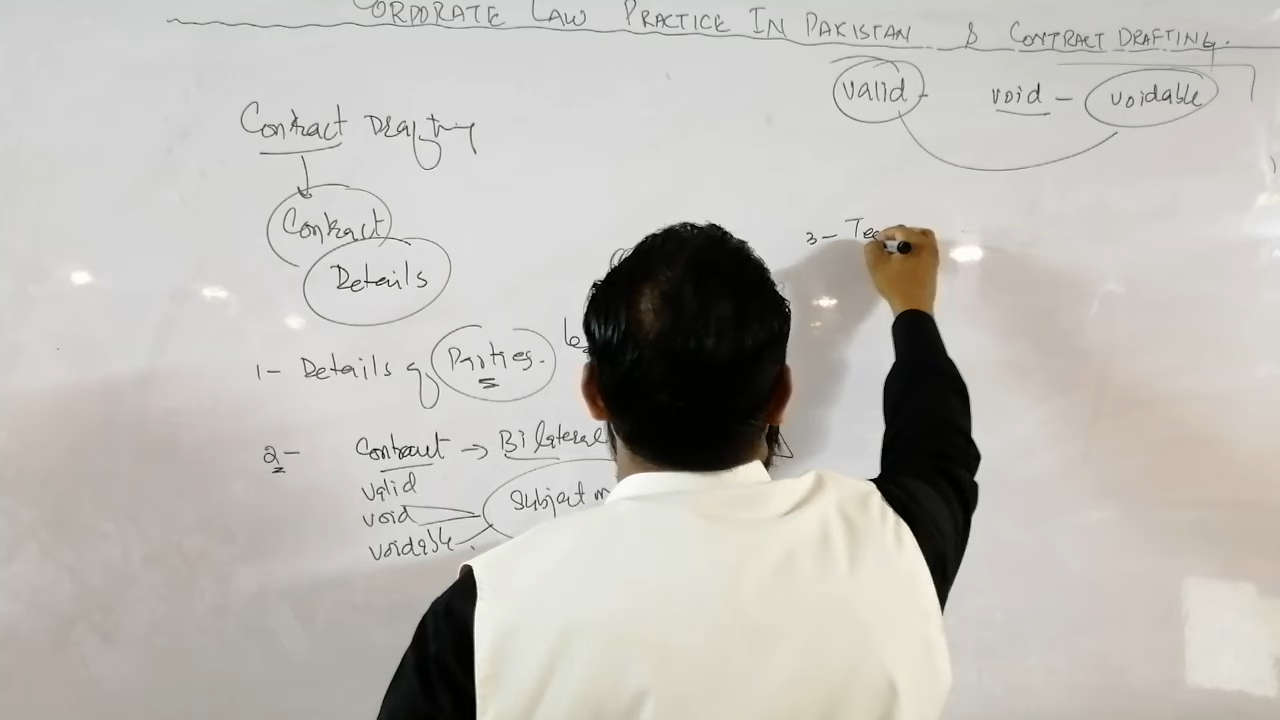 CORPORATE LAW PRACTICE IN PAKISTAN & CONTRACT DRAFTING.
valid - void - voidable
Contract Drafting
Contract
Details
3- Te
1- Details of Parties.
2- Contract → Bilateral
valid
void
voidable
Subject m